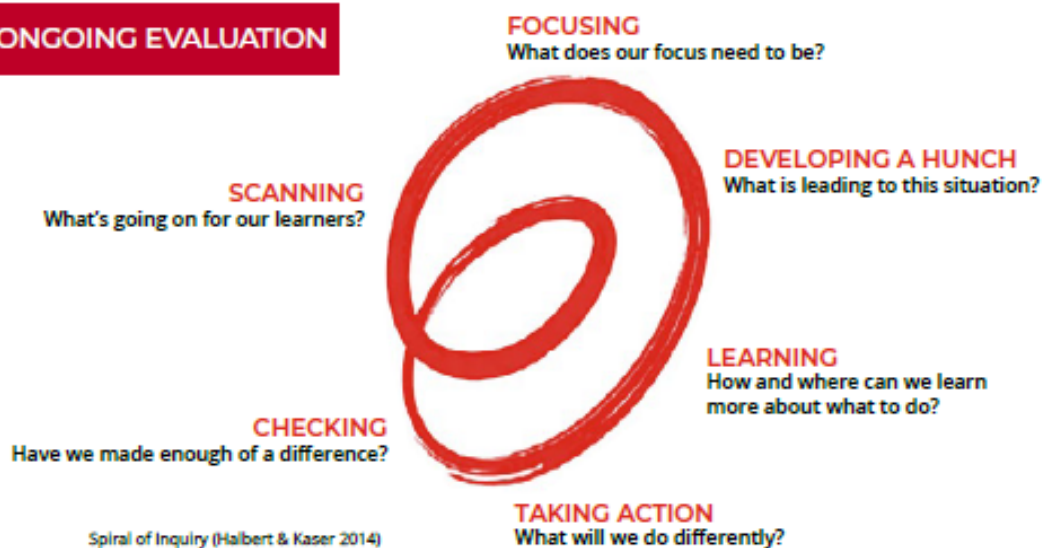 ONGOING EVALUATION
FOCUSING
What does our focus need to be?
DEVELOPING A HUNCH
What is leading to this situation?
SCANNING
What's going on for our learners?
LEARNING
How and where can we learn
more about what to do?
CHECKING
Have we made enough of a difference?
TAKING ACTION
What will we do differently?
Spiral of Inquiry (Halbert & Kaser 2014)